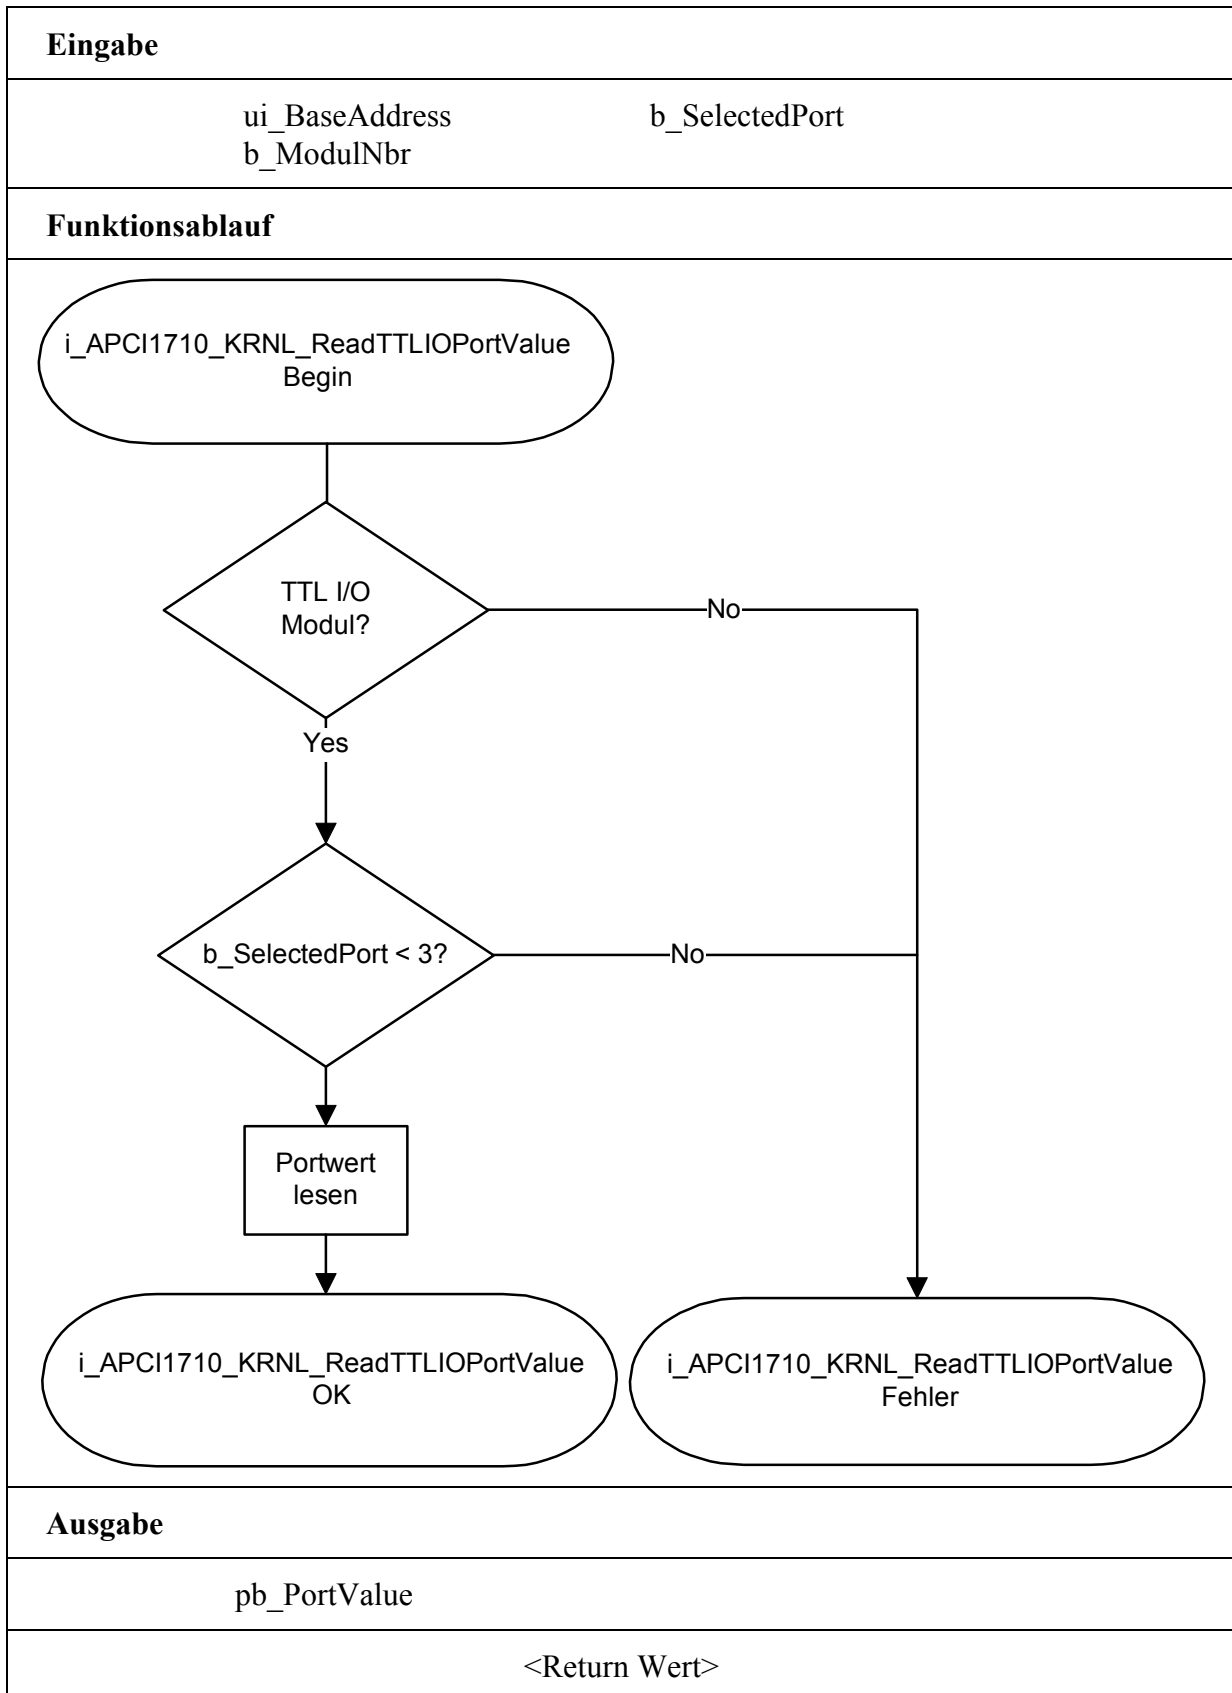 Eingabe
ui_BaseAddress b_SelectedPort
b_ModulNbr
Funktionsablauf
i_APCI1710_KRNL_ReadTTLIOPortValue
Begin
TTL I/O
Modul?
No
Yes
b_SelectedPort < 3?
No
Portwert
lesen
i_APCI1710_KRNL_ReadTTLIOPortValue
OK
i_APCI1710_KRNL_ReadTTLIOPortValue
Fehler
Ausgabe
pb_PortValue
<Return Wert>